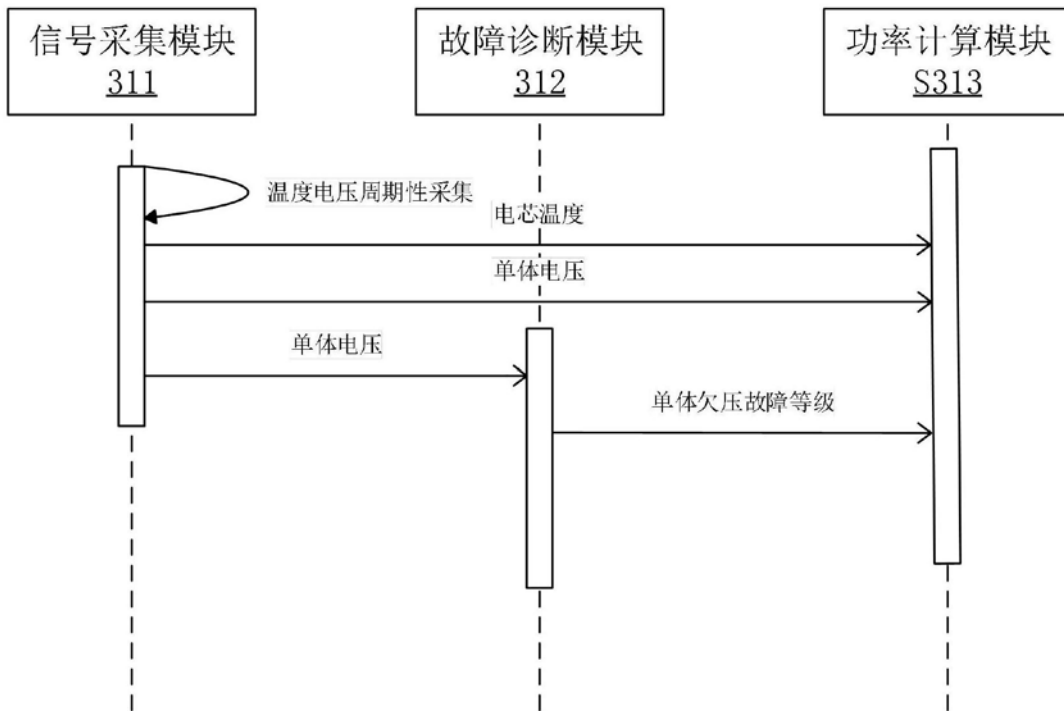 信号采集模块
311
故障诊断模块
312
功率计算模块
S313
温度电压周期性采集
电芯温度
单体电压
单体电压
单体欠压故障等级